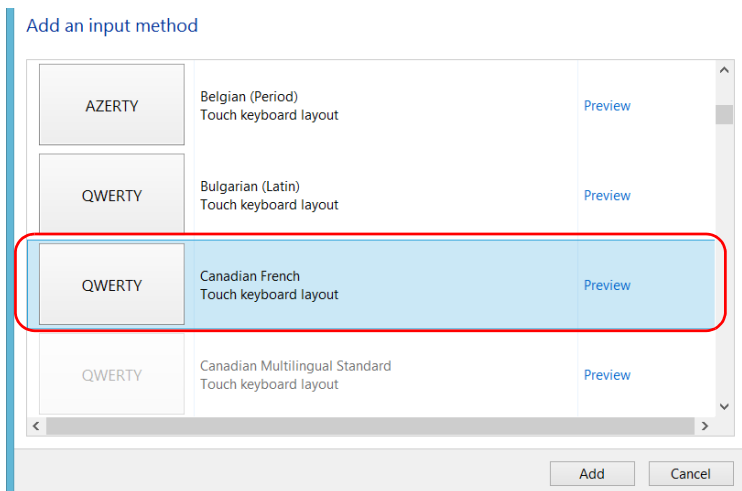 Add an input method
AZERTY
Belgian (Period)
Touch keyboard layout
Preview
QWERTY
Bulgarian (Latin)
Touch keyboard layout
Preview
QWERTY
Canadian French
Touch keyboard layout
Preview
QWERTY
Canadian Multilingual Standard
Touch keyboard layout
Preview
Add
Cancel